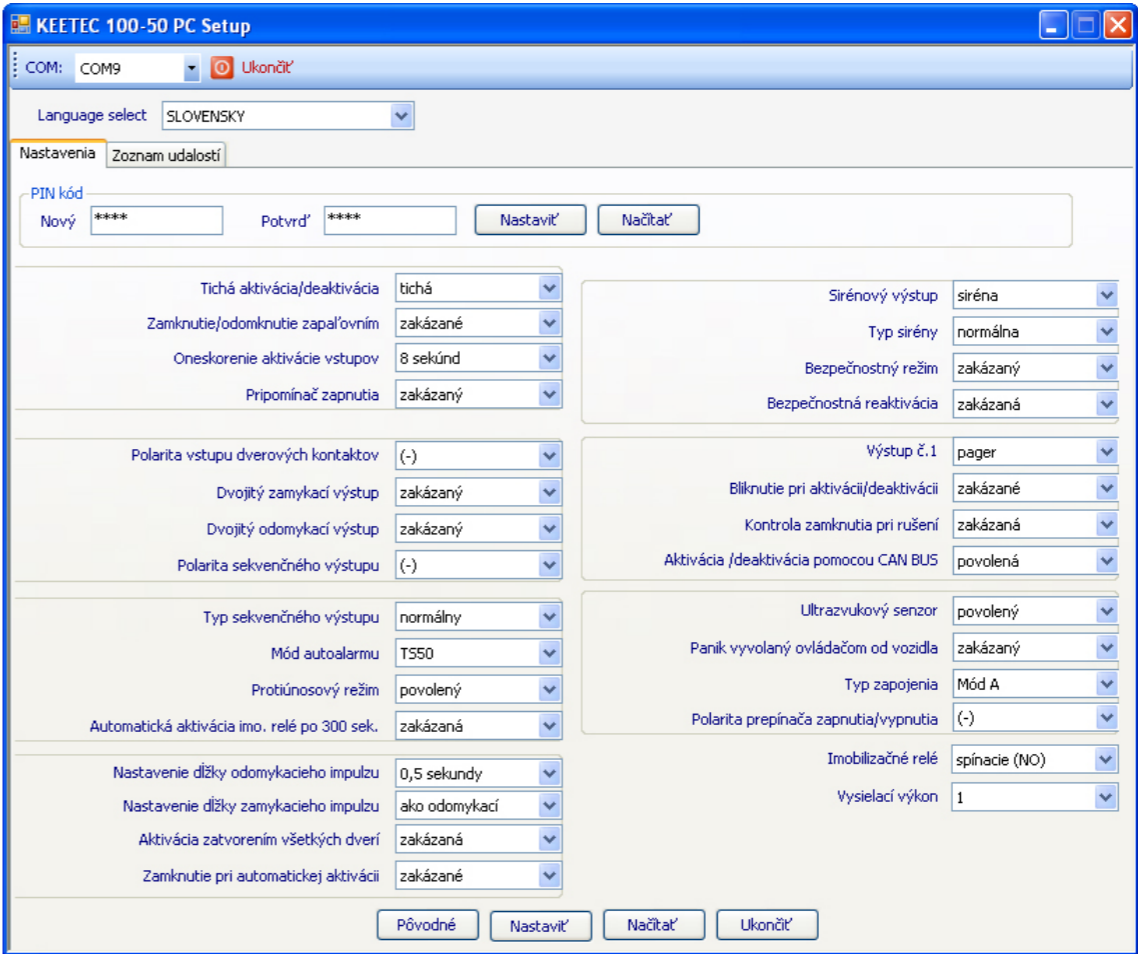 KEETEC 100-50 PC Setup
COM: COM9 Ukončiť
Language select SLOVENSKY
Nastavenia Zoznam udalostí
PIN kód
Nový **** Potvrď **** Nastaviť Načítať
Tichá aktivácia/deaktivácia tichá
Zamknutie/odomknutie zapaľovním zakázané
Oneskorenie aktivácie vstupov 8 sekúnd
Pripomínač zapnutia zakázaný
Polarita vstupu dverových kontaktov (-)
Dvojitý zamykací výstup zakázaný
Dvojitý odomykací výstup zakázaný
Polarita sekvenčného výstupu (-)
Typ sekvenčného výstupu normálny
Mód autoalarmu TS50
Protiúnosový režim povolený
Automatická aktivácia imo. relé po 300 sek. zakázaná
Nastavenie dĺžky odomykacieho impulzu 0,5 sekundy
Nastavenie dĺžky zamykacieho impulzu ako odomykací
Aktivácia zatvorením všetkých dverí zakázaná
Zamknutie pri automatickej aktivácii zakázané
Sirénový výstup siréna
Typ sirény normálna
Bezpečnostný režim zakázaný
Bezpečnostná reaktivácia zakázaná
Výstup č.1 pager
Bliknutie pri aktivácii/deaktivácii zakázané
Kontrola zamknutia pri rušení zakázaná
Aktivácia /deaktivácia pomocou CAN BUS povolená
Ultrazvukový senzor povolený
Panik vyvolaný ovládačom od vozidla zakázaný
Typ zapojenia Mód A
Polarita prepínača zapnutia/vypnutia (-)
Imobilizačné relé spínacie (NO)
Vysielací výkon 1
Pôvodné Nastaviť Načítať Ukončiť